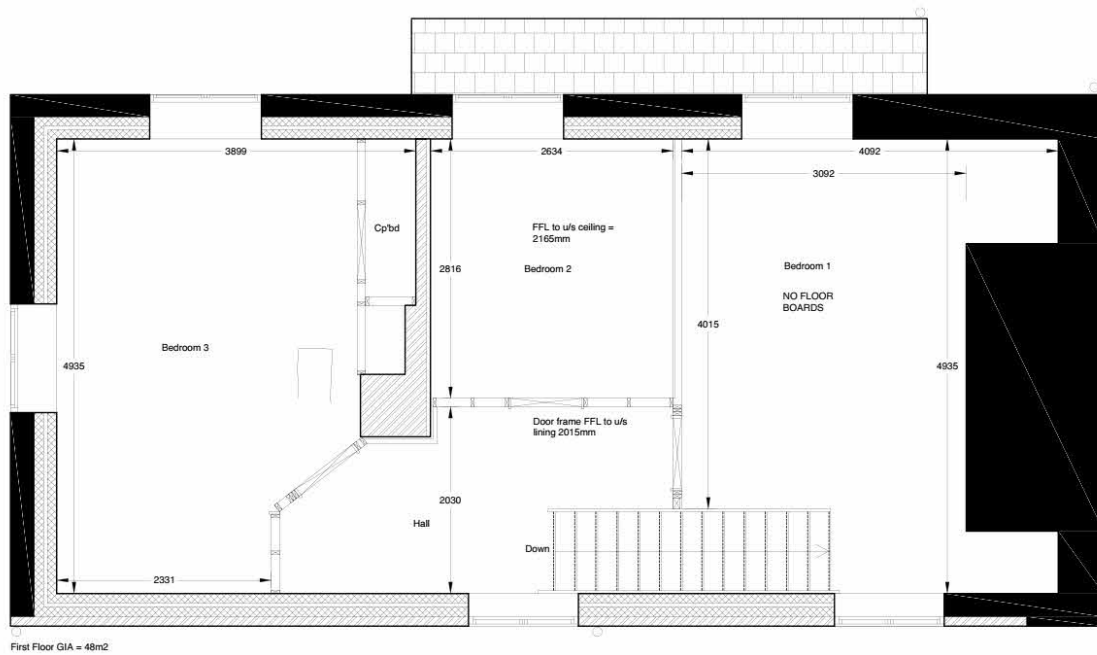 3899
2634
4092
3092
Cp'bd
FFL to u/s ceiling =
2165mm
2816
Bedroom 2
Bedroom 1
NO FLOOR
BOARDS
4015
Bedroom 3
4935
4935
Door frame FFL to u/s
lining 2015mm
2030
Hall
Down
2331
First Floor GIA = 48m2